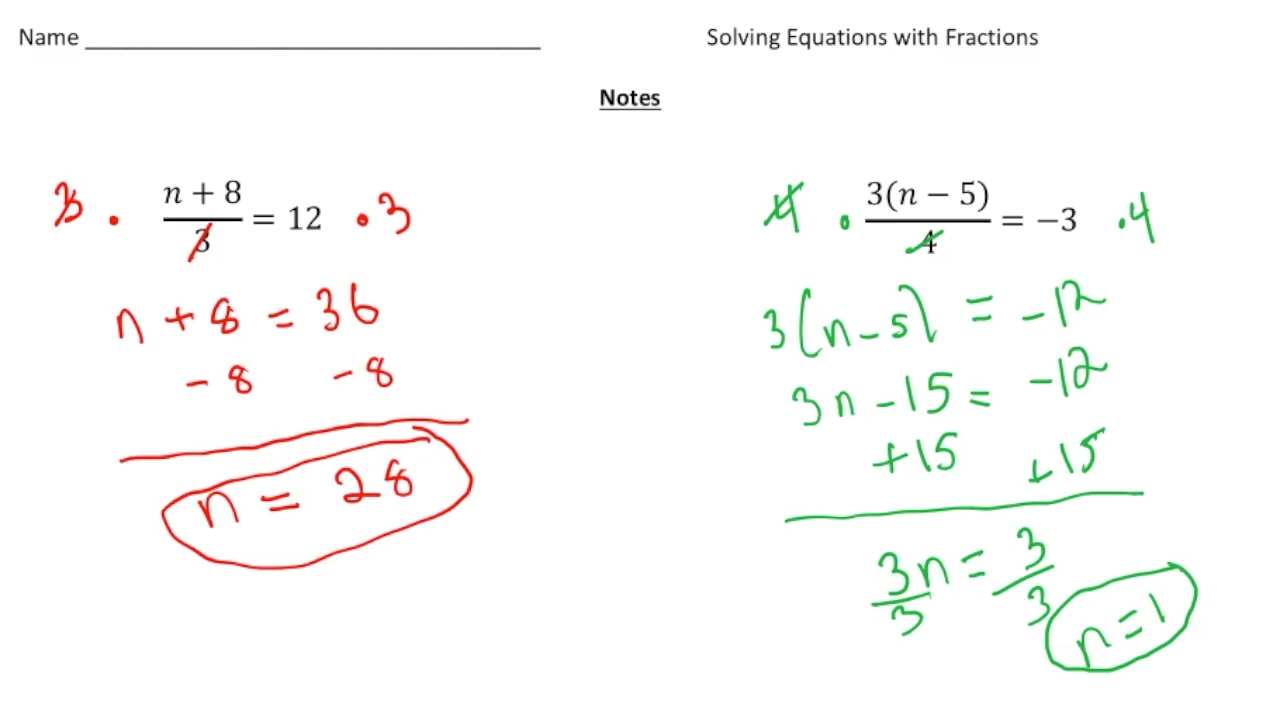 Name ____________________ Solving Equations with Fractions
Notes
3 · (n + 8)/3 = 12 · 3
n + 8 = 36
- 8 - 8
n = 28
4 · 3(n − 5)/4 = −3 · 4
3(n - 5) = -12
3n - 15 = -12
+15 +15
3n/3 = 3/3
n = 1